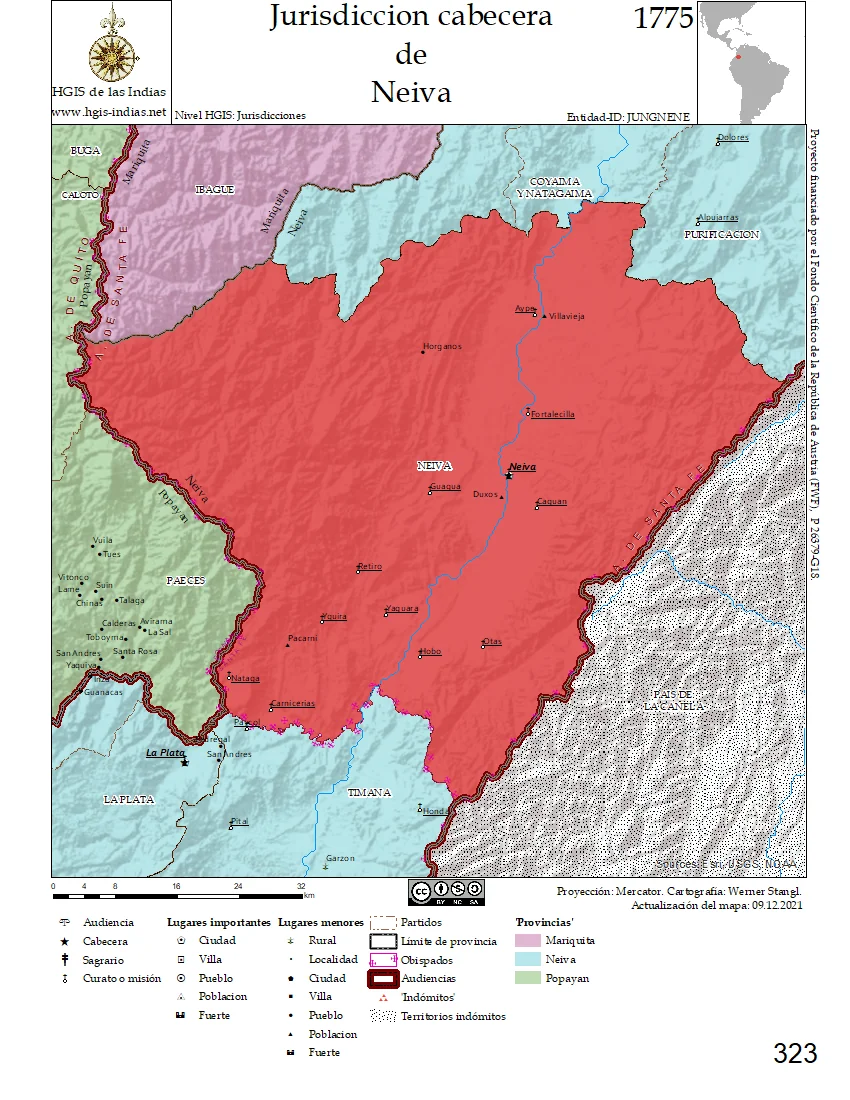 Jurisdiccion cabecera
de
Neiva
1775
HGIS de las Indias
www.hgis-indias.net
Nivel HGIS: Jurisdicciones
Entidad-ID: JUNGNENE
BUGA
CALOTO
Mariquita
IBAGUE
Mariquita
Neiva
COYAIMA
Y NATAGAIMA
Dolores
Alpujarras
PURIFICACION
A DE QUITO
Popayan
A DE SANTA FE
Aype
Villavieja
Horganos
Fortalecilla
NEIVA
Neiva
Guagua
Duxos
Caguan
Neiva
Popayan
A DE SANTA FE
Vuila
Tues
Vitonco
Lame
Suin
Chinas
Talaga
PAECES
Calderas
Avirama
Toboyma
La Sal
San Andres
Santa Rosa
Yaquiva
Inza
Guanacas
Retiro
Yquira
Yaguara
Pacarni
Hobo
Otas
Nataga
Carnicerias
Paicol
San Andres
La Plata
LA PLATA
Pital
TIMANA
Honda
Garzon
PAIS DE
LA CANELA
Sources: Esri, USGS, NOAA
Proyecto financiado por el Fondo Científico de la República de Austria (FWF), P 26379-G18.
0 4 8 16 24 32
km
CC BY NC SA
Proyección: Mercator. Cartografía: Werner Stangl.
Actualización del mapa: 09.12.2021
Audiencia
Cabecera
Sagrario
Curato o misión
Lugares importantes
Ciudad
Villa
Pueblo
Poblacion
Fuerte
Lugares menores
Rural
Localidad
Ciudad
Villa
Pueblo
Poblacion
Fuerte
Partidos
Límite de provincia
Obispados
Audiencias
'Indómitos'
Territorios indómitos
'Provincias'
Mariquita
Neiva
Popayan
323